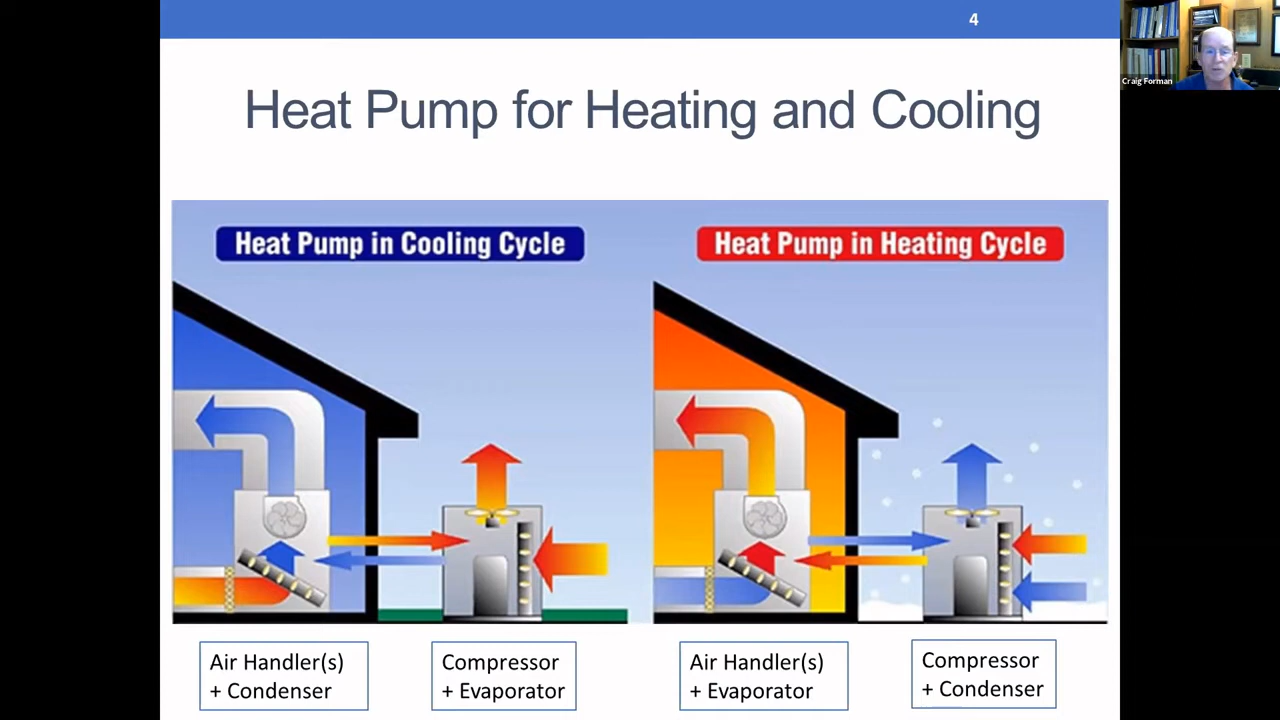 4
Craig Forman
Heat Pump for Heating and Cooling
Heat Pump in Cooling Cycle
Heat Pump in Heating Cycle
Air Handler(s)
+ Condenser
Compressor
+ Evaporator
Air Handler(s)
+ Evaporator
Compressor
+ Condenser